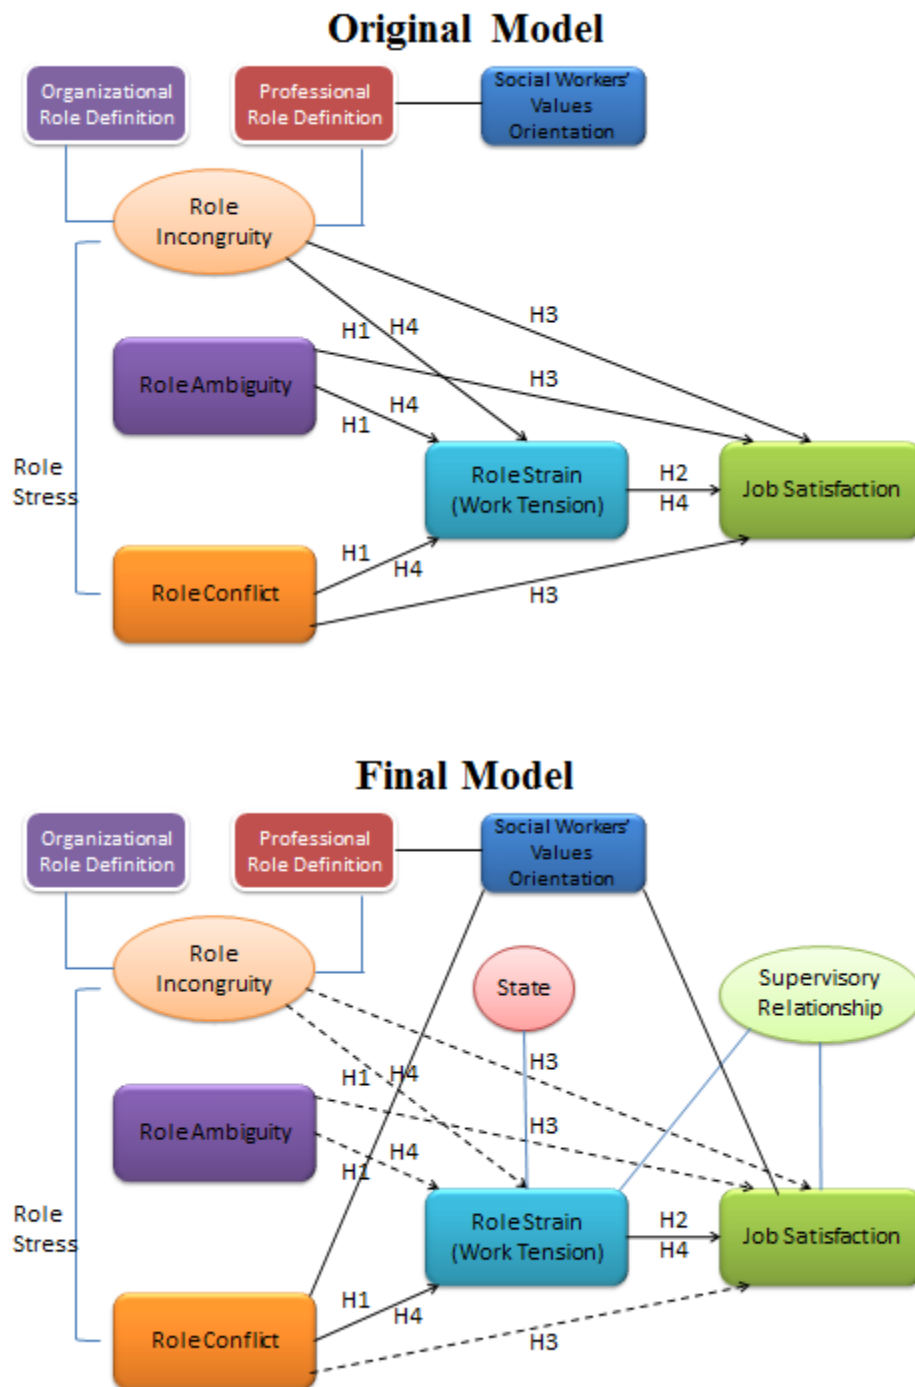 Original Model
Organizational
Role Definition
Professional
Role Definition
Social Workers'
Values
Orientation
Role
Incongruity
H1
H4
H3
Role Ambiguity
H3
H4
H1
Role
Stress
Role Strain
(Work Tension)
H2
H4
Job Satisfaction
H1
H4
Role Conflict
H3
Final Model
Organizational
Role Definition
Professional
Role Definition
Social Workers'
Values
Orientation
Role
Incongruity
State
Supervisory
Relationship
H1
H4
H3
Role Ambiguity
H3
H4
H1
Role
Stress
Role Strain
(Work Tension)
H2
H4
Job Satisfaction
H1
H4
Role Conflict
H3